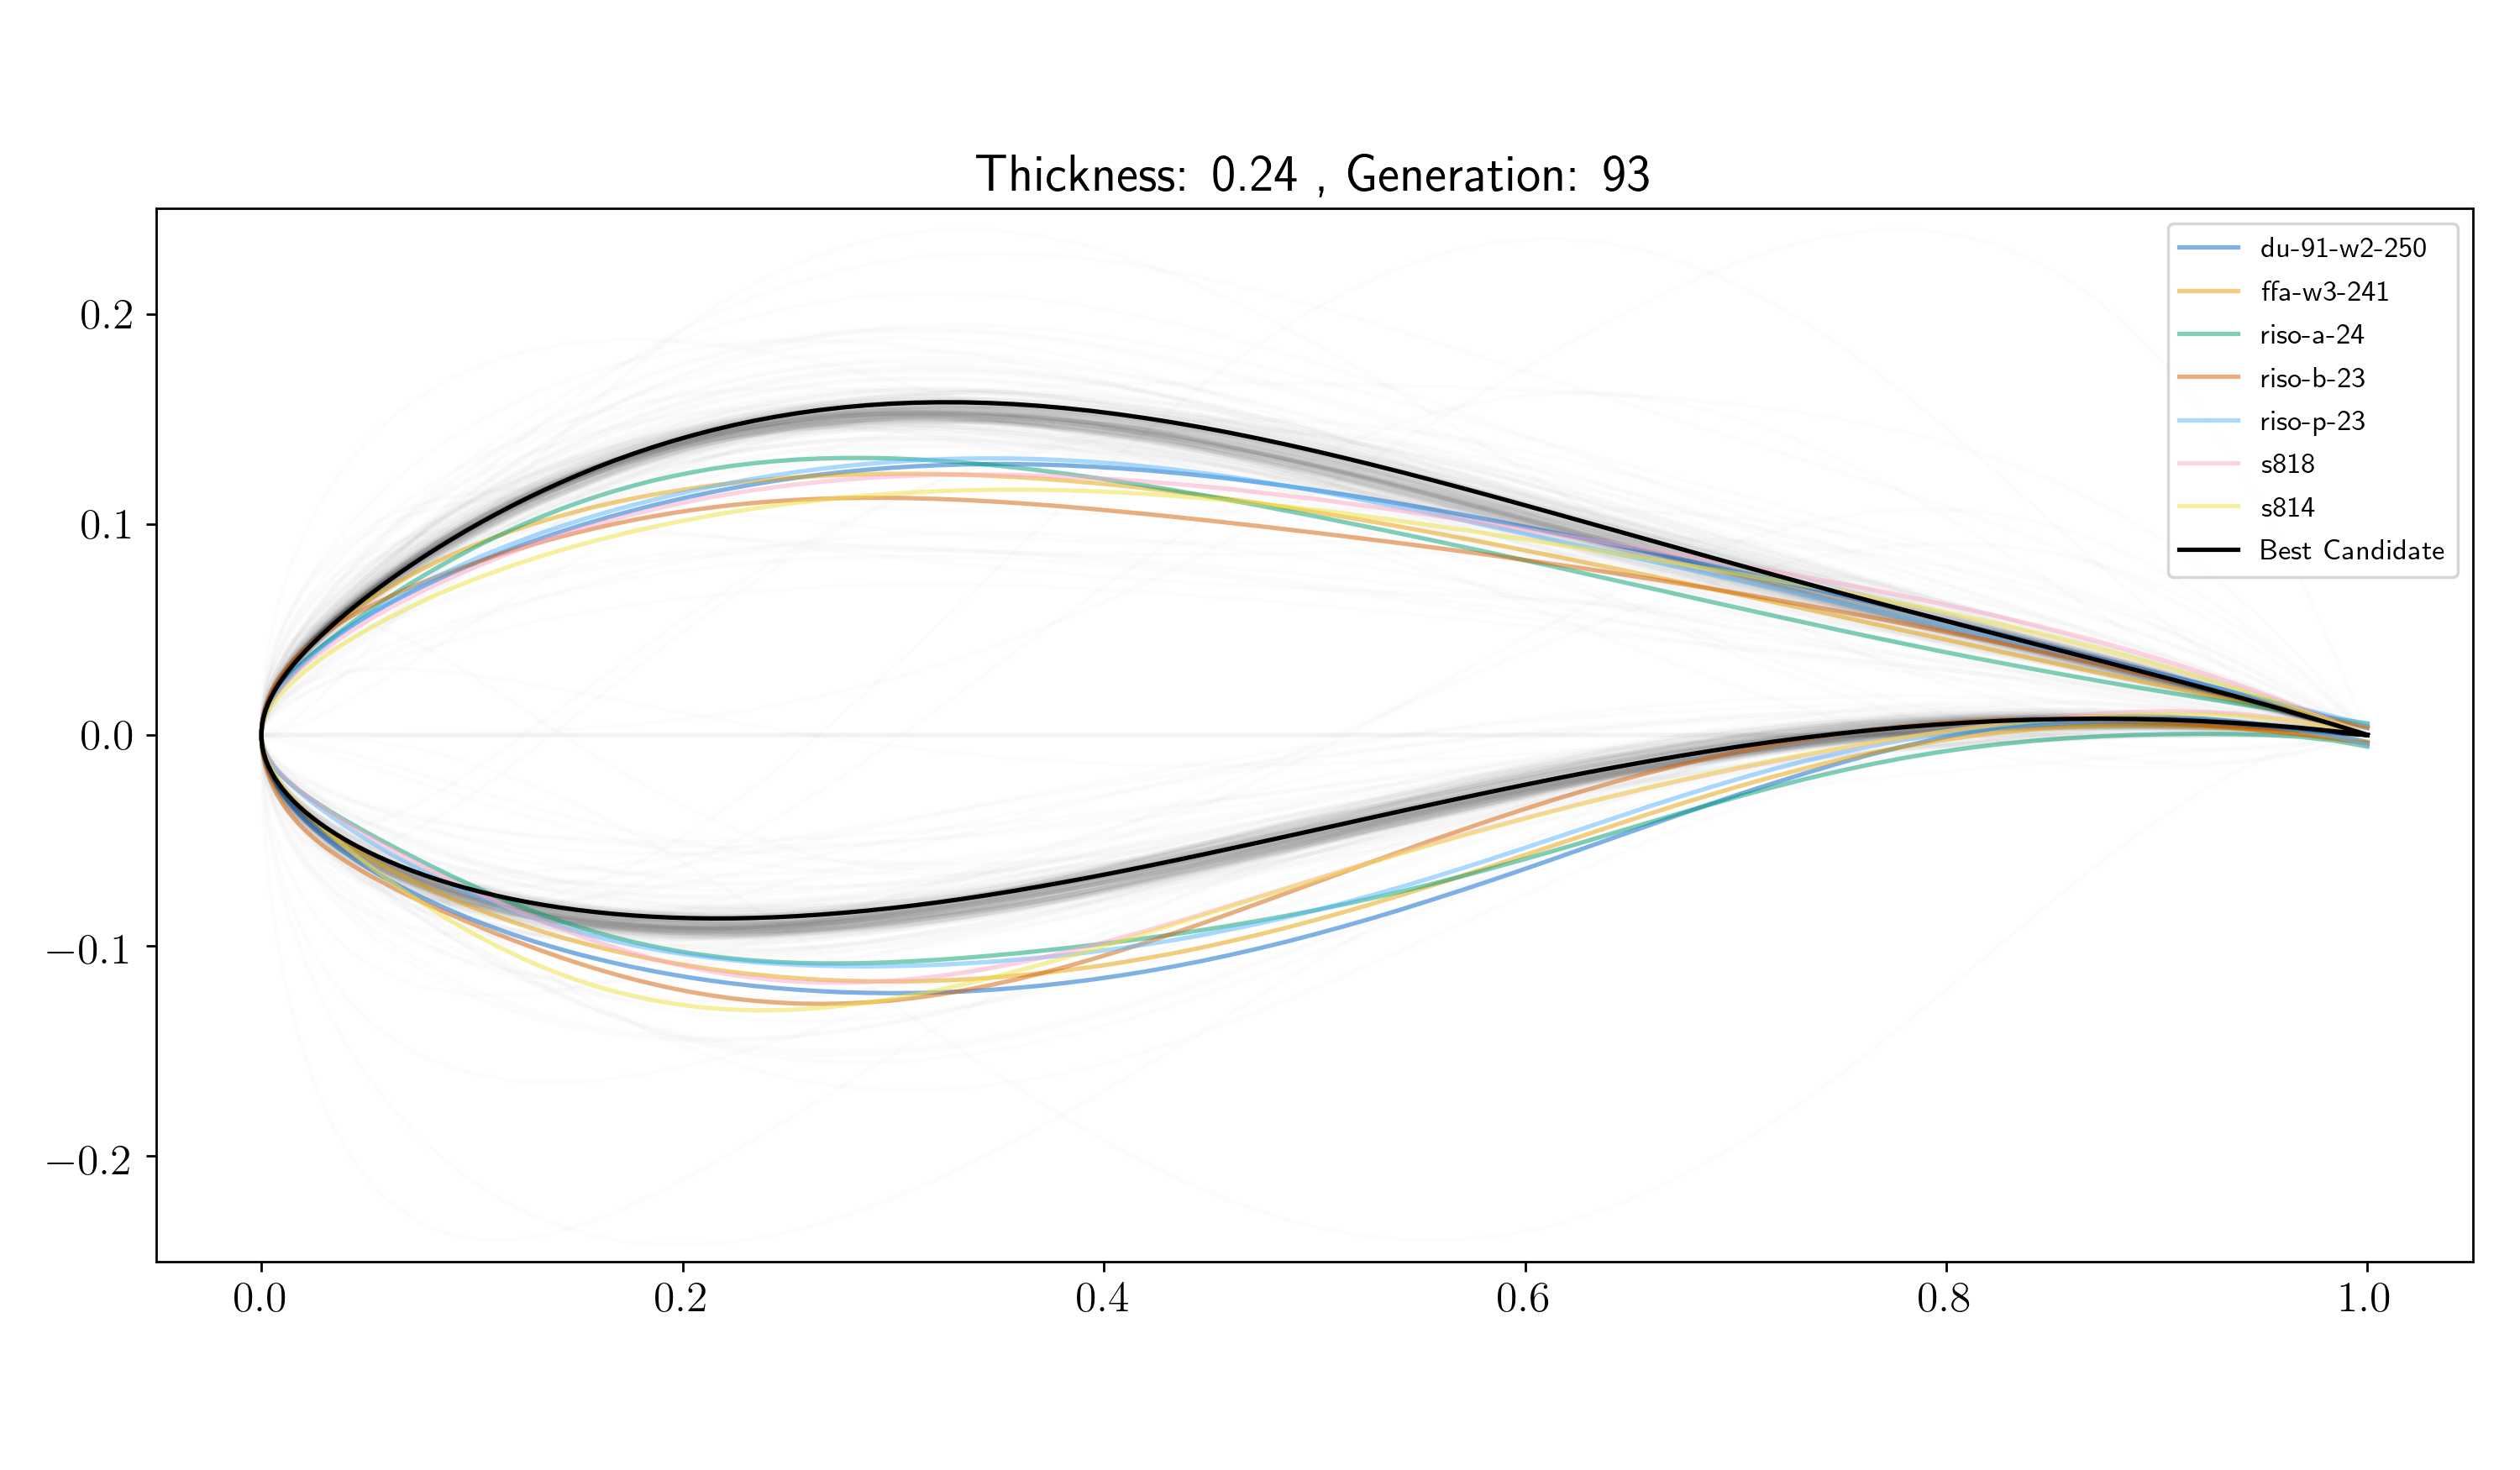 Thickness: 0.24 , Generation: 93
du-91-w2-250
ffa-w3-241
riso-a-24
riso-b-23
riso-p-23
s818
s814
Best Candidate
0.2
0.1
0.0
−0.1
−0.2
0.0 0.2 0.4 0.6 0.8 1.0